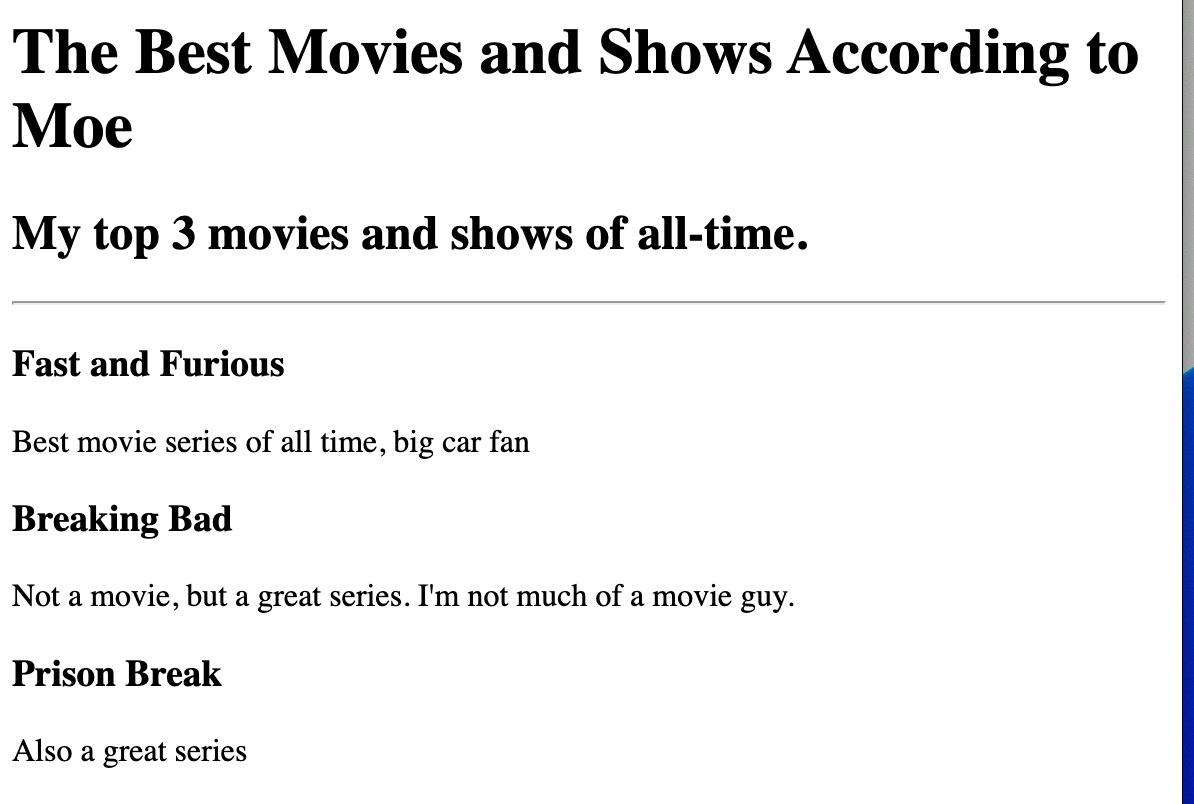 The Best Movies and Shows According to
Moe
My top 3 movies and shows of all-time.
Fast and Furious
Best movie series of all time, big car fan
Breaking Bad
Not a movie, but a great series. I'm not much of a movie guy.
Prison Break
Also a great series